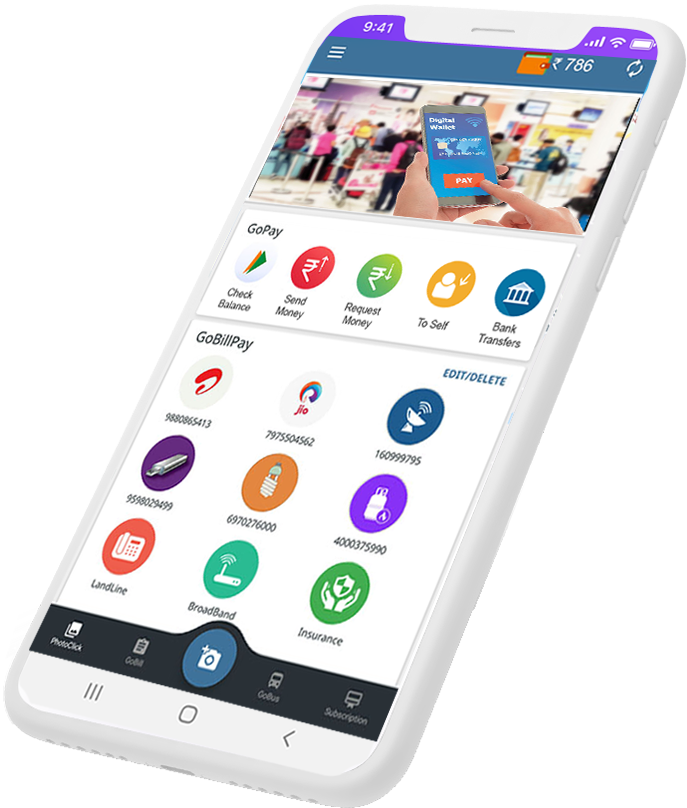 9:41
₹ 786
Digital
Wallet
PAY
GoPay
Check
Balance
Send
Money
Request
Money
To Self
Bank
Transfers
GoBillPay
EDIT/DELETE
9880865413
jio
7975504562
160999795
9598029499
6970276000
4000375990
LandLine
BroadBand
Insurance
PhotoClick
GoBill
GoBus
Subscription